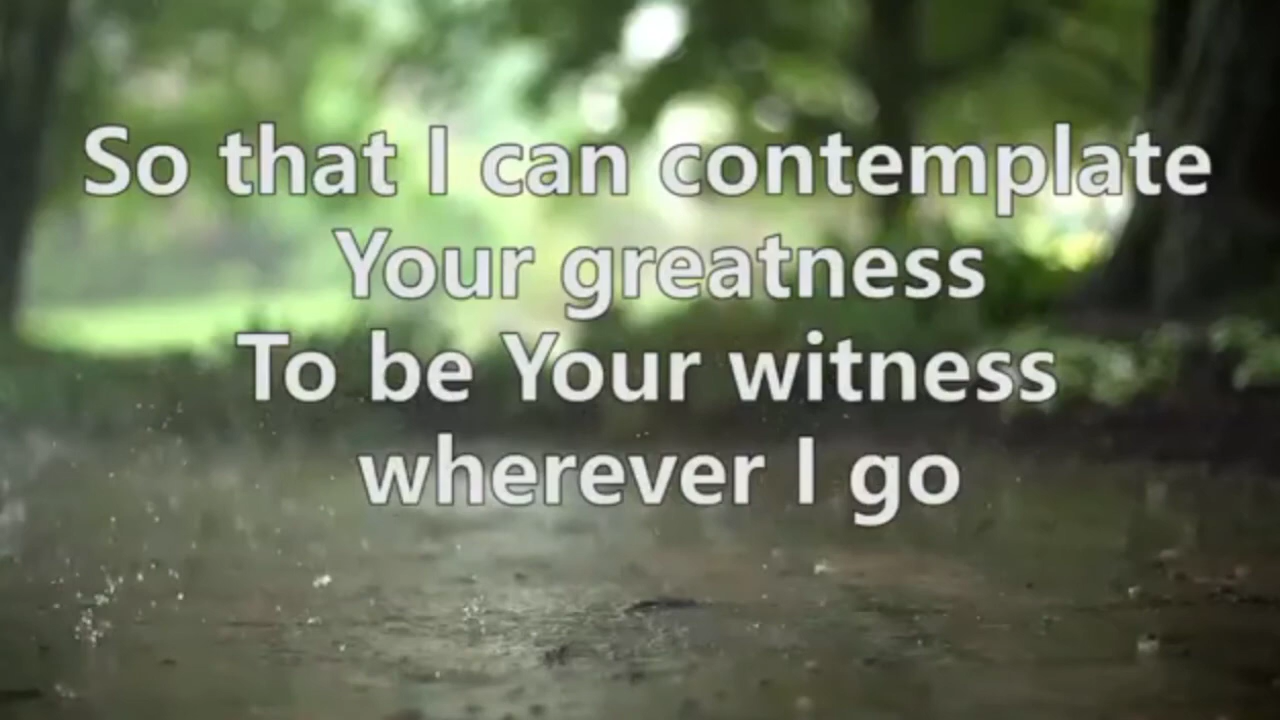 So that I can contemplate
Your greatness
To be Your witness
wherever I go